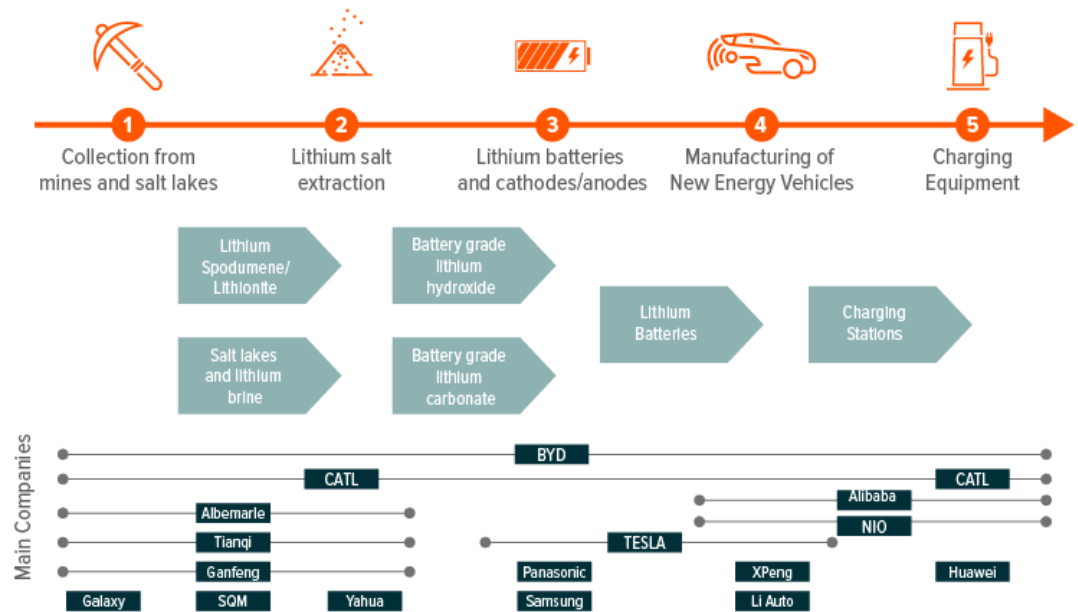 1
2
3
4
5
Collection from
mines and salt lakes
Lithium salt
extraction
Lithium batteries
and cathodes/anodes
Manufacturing of
New Energy Vehicles
Charging
Equipment
Lithium
Spodumene/
Lithionite
Battery grade
lithium
hydroxide
Lithium
Batteries
Charging
Stations
Salt lakes
and lithium
brine
Battery grade
lithium
carbonate
Main Companies
BYD
CATL
CATL
Alibaba
Albemarle
NIO
Tianqi
TESLA
Ganfeng
Panasonic
XPeng
Huawei
Galaxy
SQM
Yahua
Samsung
Li Auto